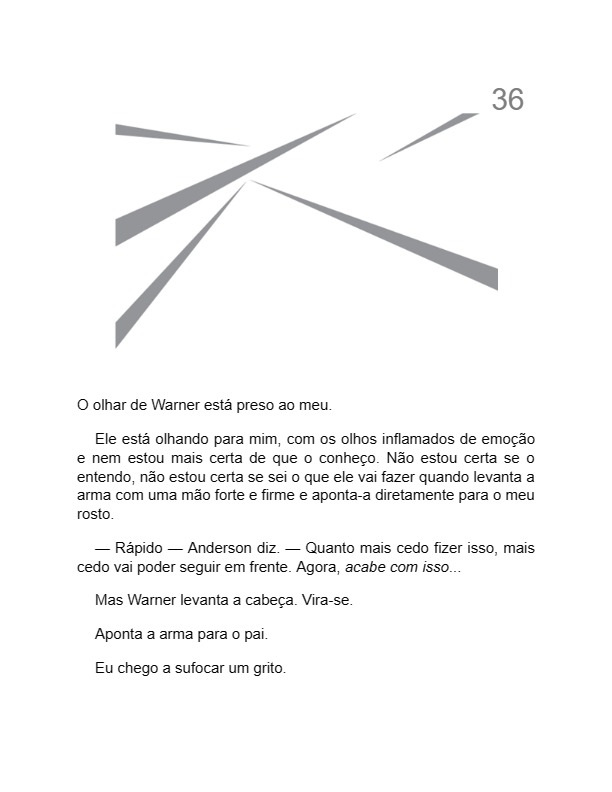 36
O olhar de Warner está preso ao meu.
Ele está olhando para mim, com os olhos inflamados de emoção
e nem estou mais certa de que o conheço. Não estou certa se o
entendo, não estou certa se sei o que ele vai fazer quando levanta a
arma com uma mão forte e firme e aponta-a diretamente para o meu
rosto.
— Rápido — Anderson diz. — Quanto mais cedo fizer isso, mais
cedo vai poder seguir em frente. Agora, acabe com isso...
Mas Warner levanta a cabeça. Vira-se.
Aponta a arma para o pai.
Eu chego a sufocar um grito.